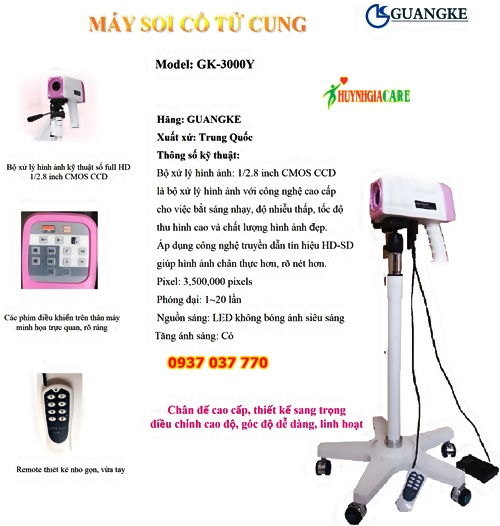 GUANGKE
MÁY SOI CỔ TỬ CUNG
Model: GK-3000Y
HUYNHGIACARE
Hãng: GUANGKE
Xuất xứ: Trung Quốc
Thông số kỹ thuật:
Bộ xử lý hình ảnh: 1/2.8 inch CMOS CCD
là bộ xử lý hình ảnh với công nghệ cao cấp
cho việc bắt sáng nhạy, độ nhiễu thấp, tốc độ
thu hình cao và chất lượng hình ảnh đẹp.
Áp dụng công nghệ truyền dẫn tín hiệu HD-SD
giúp hình ảnh chân thực hơn, rõ nét hơn.
Pixel: 3,500,000 pixels
Phóng đại: 1~20 lần
Nguồn sáng: LED không bóng ánh siêu sáng
Tăng ánh sáng: Có
0937 037 770
Chân đế cao cấp, thiết kế sang trọng
điều chỉnh cao độ, góc độ dễ dàng, linh hoạt
Bộ xử lý hình ảnh kỹ thuật số full HD
1/2.8 inch CMOS CCD
Các phím điều khiển trên thân máy
minh họa trực quan, rõ ràng
Remote thiết kế nhỏ gọn, vừa tay